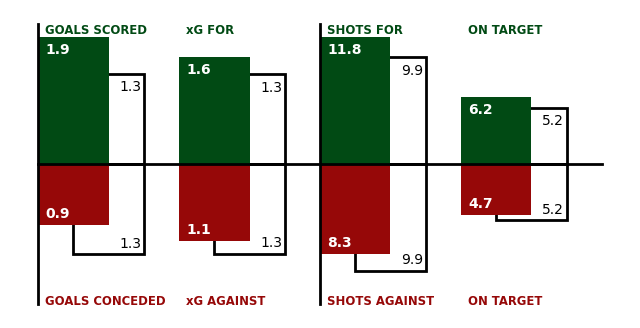 GOALS SCORED xG FOR SHOTS FOR ON TARGET
1.9 1.3 1.6 1.3 11.8 9.9 6.2 5.2
0.9 1.3 1.1 1.3 8.3 9.9 4.7 5.2
GOALS CONCEDED xG AGAINST SHOTS AGAINST ON TARGET